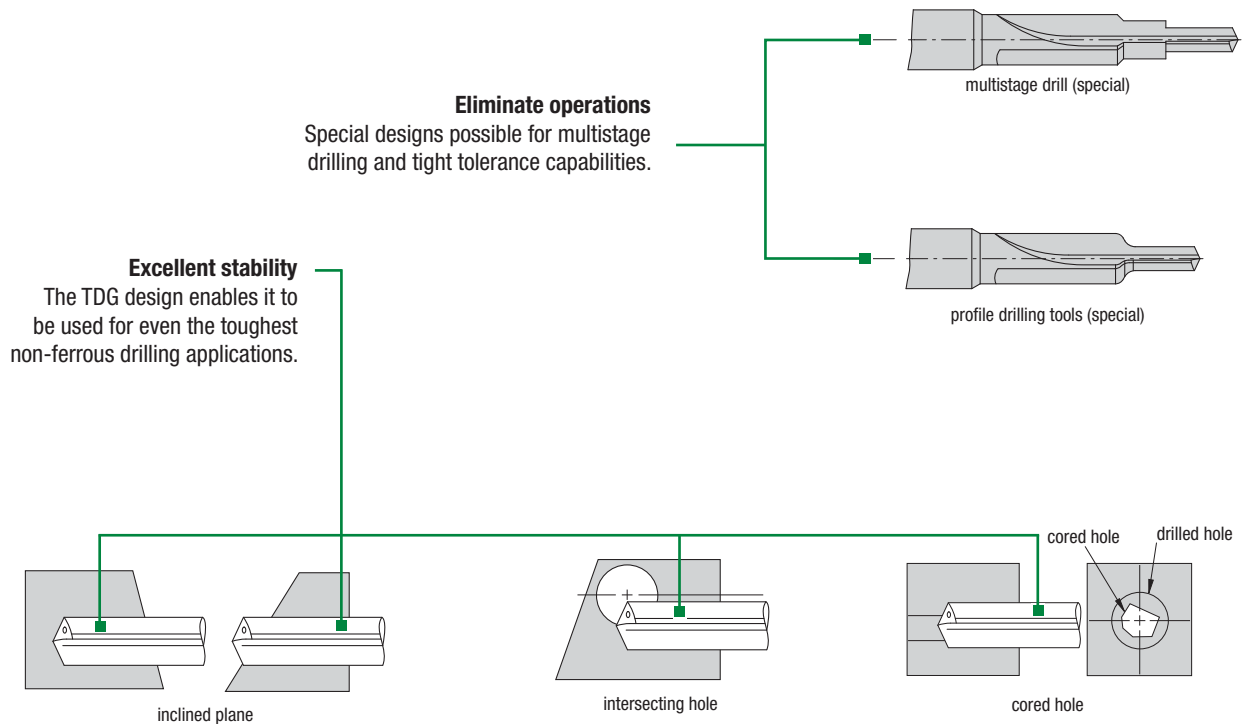 multistage drill (special)
Eliminate operations
Special designs possible for multistage
drilling and tight tolerance capabilities.
profile drilling tools (special)
Excellent stability
The TDG design enables it to
be used for even the toughest
non-ferrous drilling applications.
cored hole
drilled hole
inclined plane
intersecting hole
cored hole